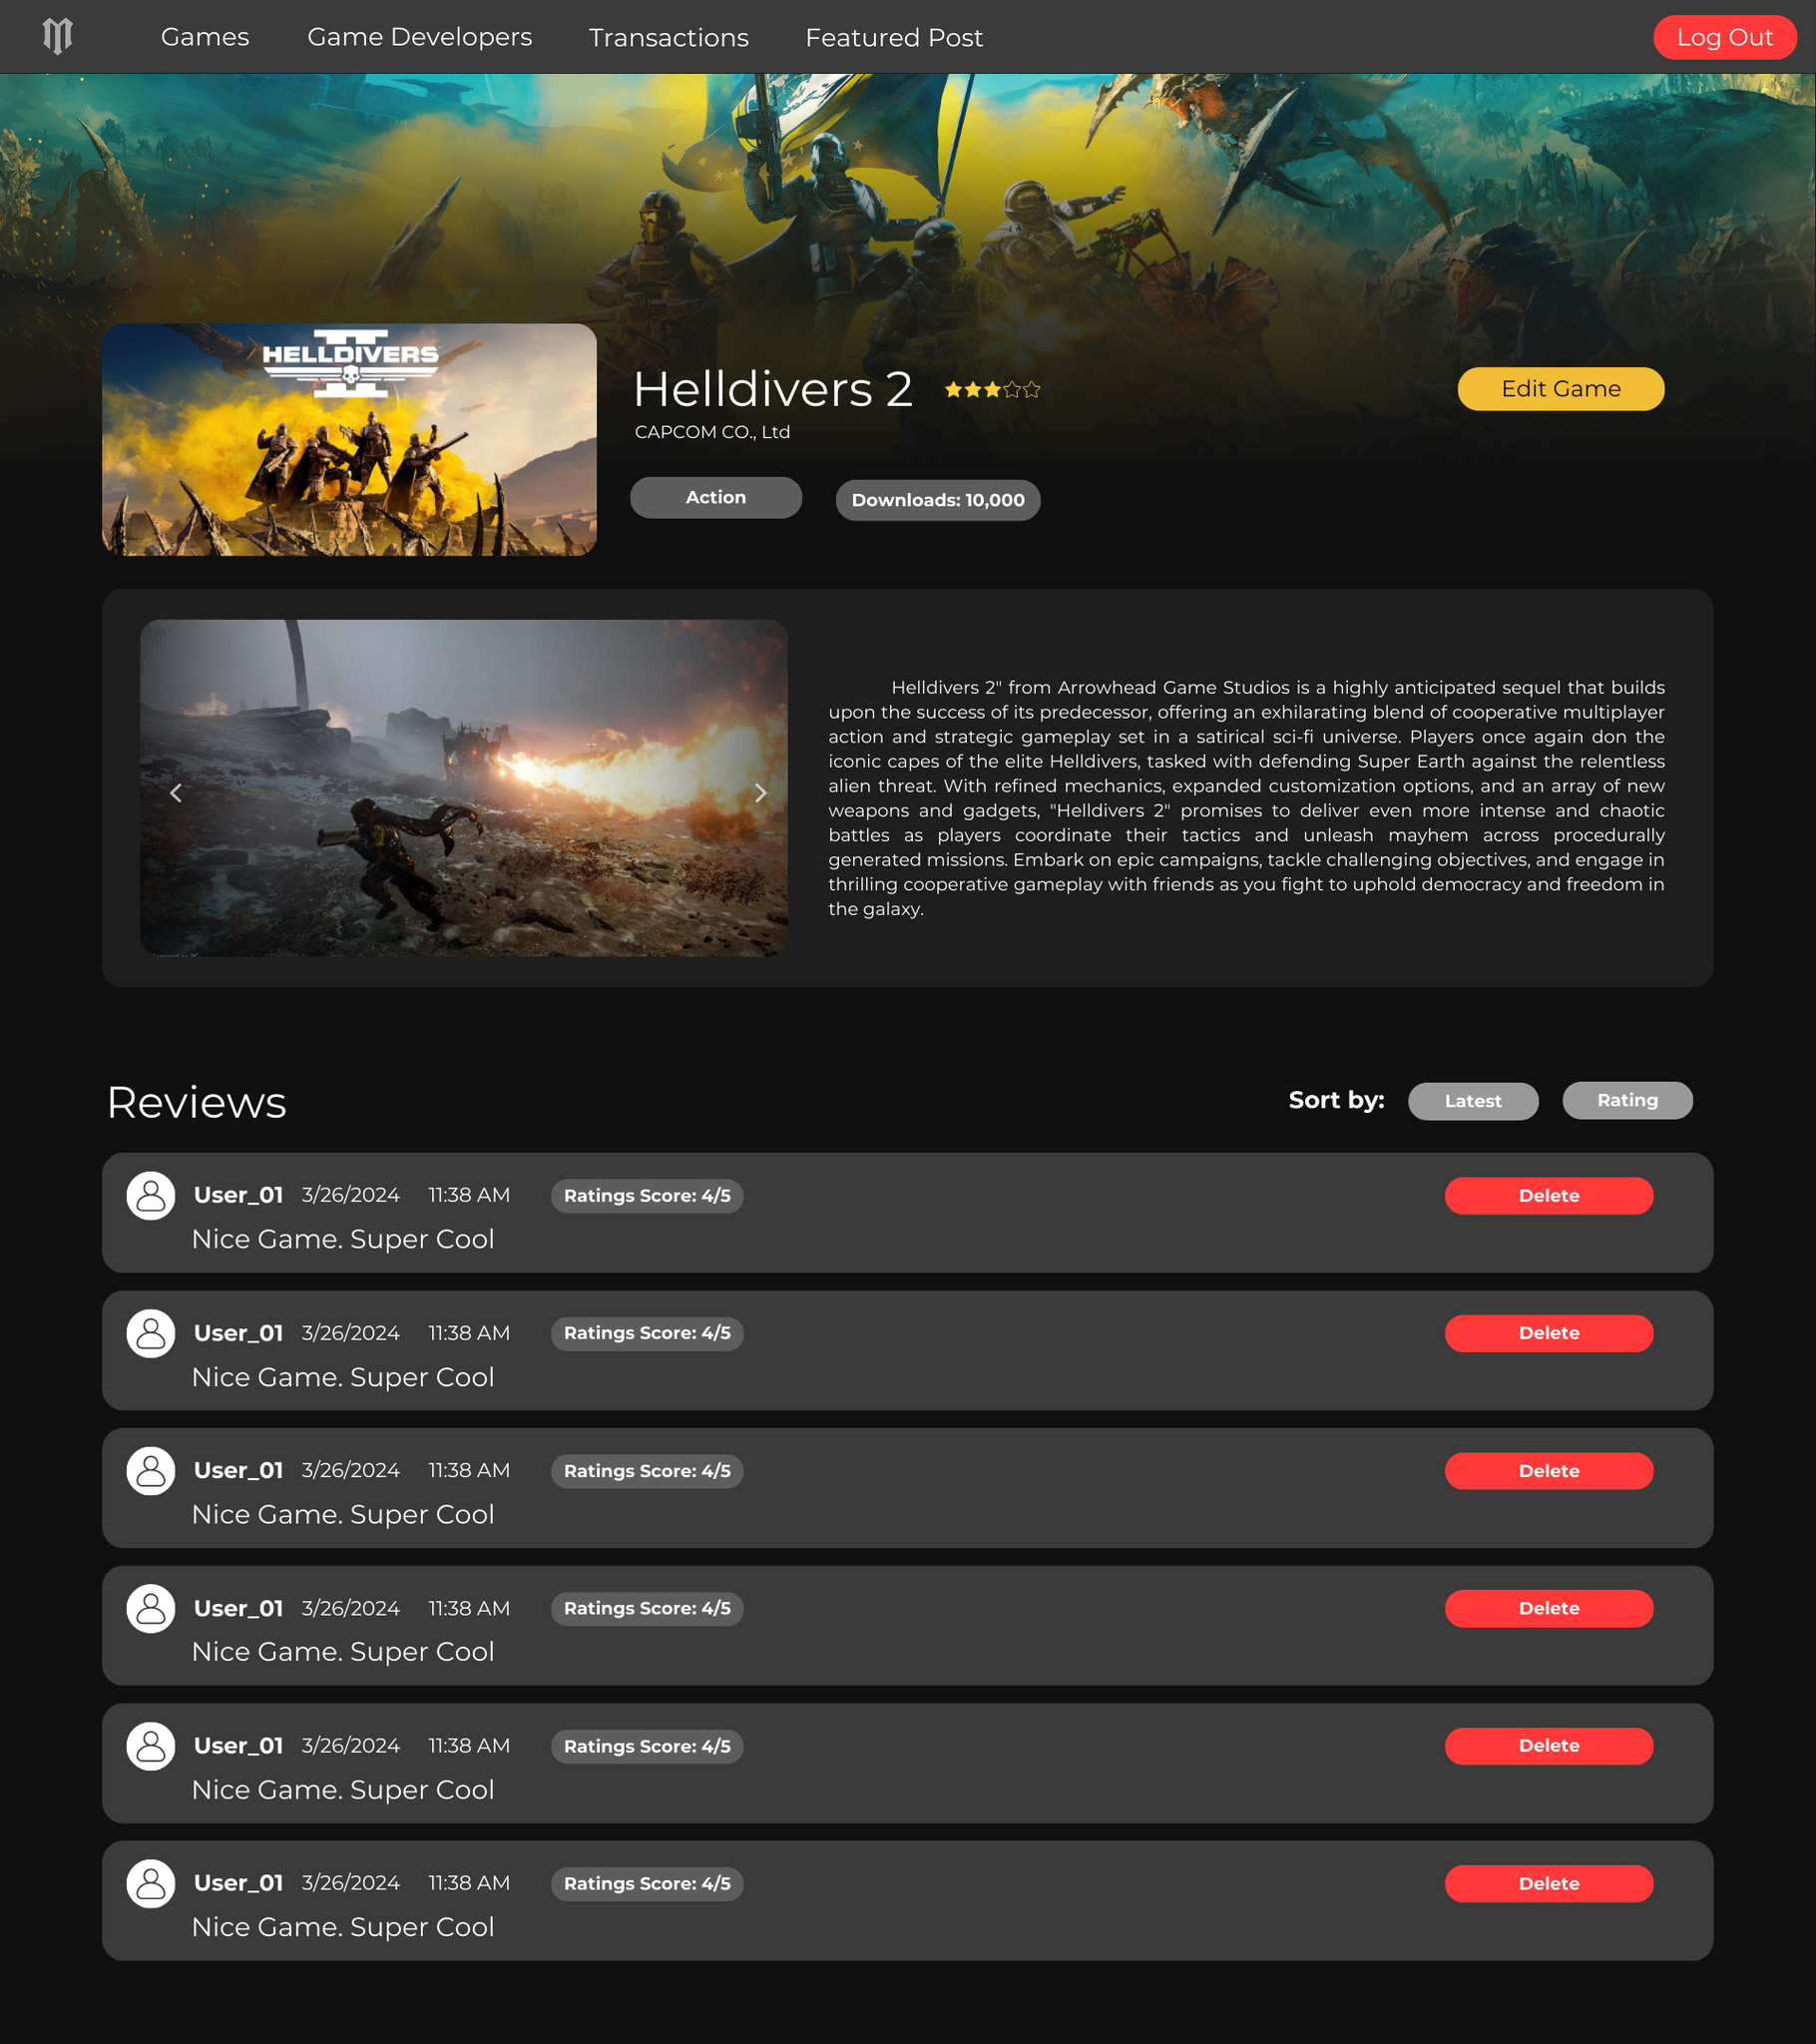 Games
Game Developers
Transactions
Featured Post
Log Out
HELLDIVERS
II
Helldivers 2
Edit Game
CAPCOM CO., Ltd
Action
Downloads: 10,000
Helldivers 2" from Arrowhead Game Studios is a highly anticipated sequel that builds
upon the success of its predecessor, offering an exhilarating blend of cooperative multiplayer
action and strategic gameplay set in a satirical sci-fi universe. Players once again don the
iconic capes of the elite Helldivers, tasked with defending Super Earth against the relentless
alien threat. With refined mechanics, expanded customization options, and an array of new
weapons and gadgets, "Helldivers 2" promises to deliver even more intense and chaotic
battles as players coordinate their tactics and unleash mayhem across procedurally
generated missions. Embark on epic campaigns, tackle challenging objectives, and engage in
thrilling cooperative gameplay with friends as you fight to uphold democracy and freedom in
the galaxy.
Reviews
Sort by:
Latest
Rating
User_01 3/26/2024 11:38 AM Ratings Score: 4/5 Delete
Nice Game. Super Cool
User_01 3/26/2024 11:38 AM Ratings Score: 4/5 Delete
Nice Game. Super Cool
User_01 3/26/2024 11:38 AM Ratings Score: 4/5 Delete
Nice Game. Super Cool
User_01 3/26/2024 11:38 AM Ratings Score: 4/5 Delete
Nice Game. Super Cool
User_01 3/26/2024 11:38 AM Ratings Score: 4/5 Delete
Nice Game. Super Cool
User_01 3/26/2024 11:38 AM Ratings Score: 4/5 Delete
Nice Game. Super Cool